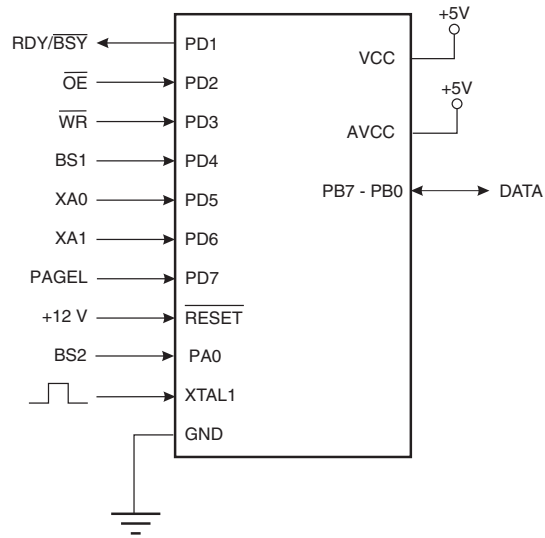 +5V
RDY/BSY PD1
VCC
OE PD2
+5V
WR PD3
AVCC
BS1 PD4
XA0 PD5 PB7 - PB0 DATA
XA1 PD6
PAGEL PD7
+12 V RESET
BS2 PA0
XTAL1
GND